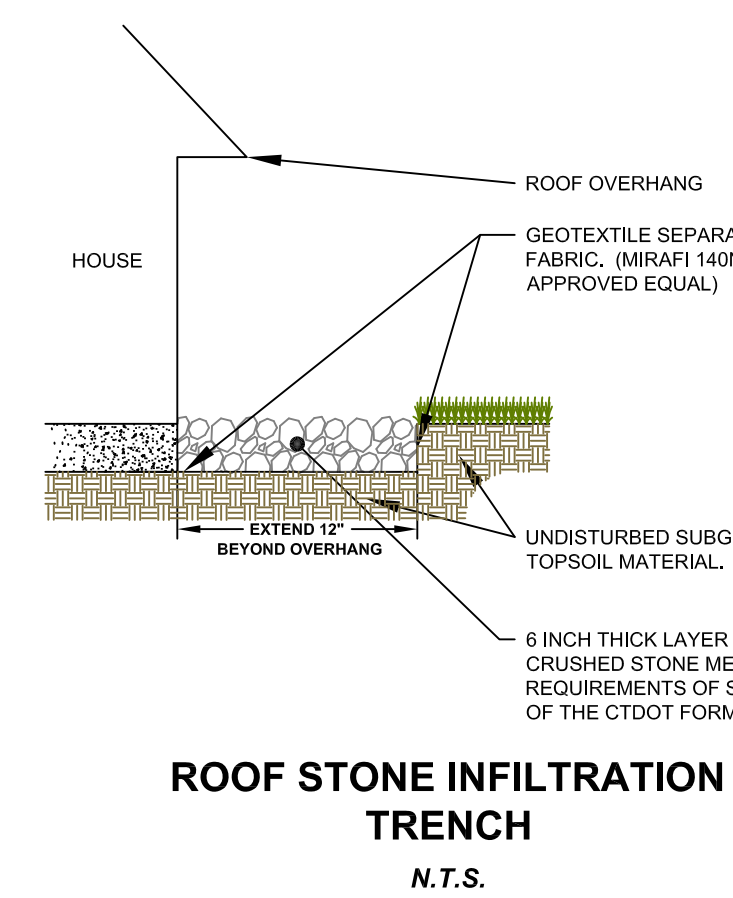 ROOF OVERHANG
HOUSE
GEOTEXTILE SEPARA
FABRIC. (MIRAFI 140N
APPROVED EQUAL)
EXTEND 12"
BEYOND OVERHANG
UNDISTURBED SUBG
TOPSOIL MATERIAL.
6 INCH THICK LAYER
CRUSHED STONE ME
REQUIREMENTS OF S
OF THE CTDOT FORM
ROOF STONE INFILTRATION
TRENCH
N.T.S.